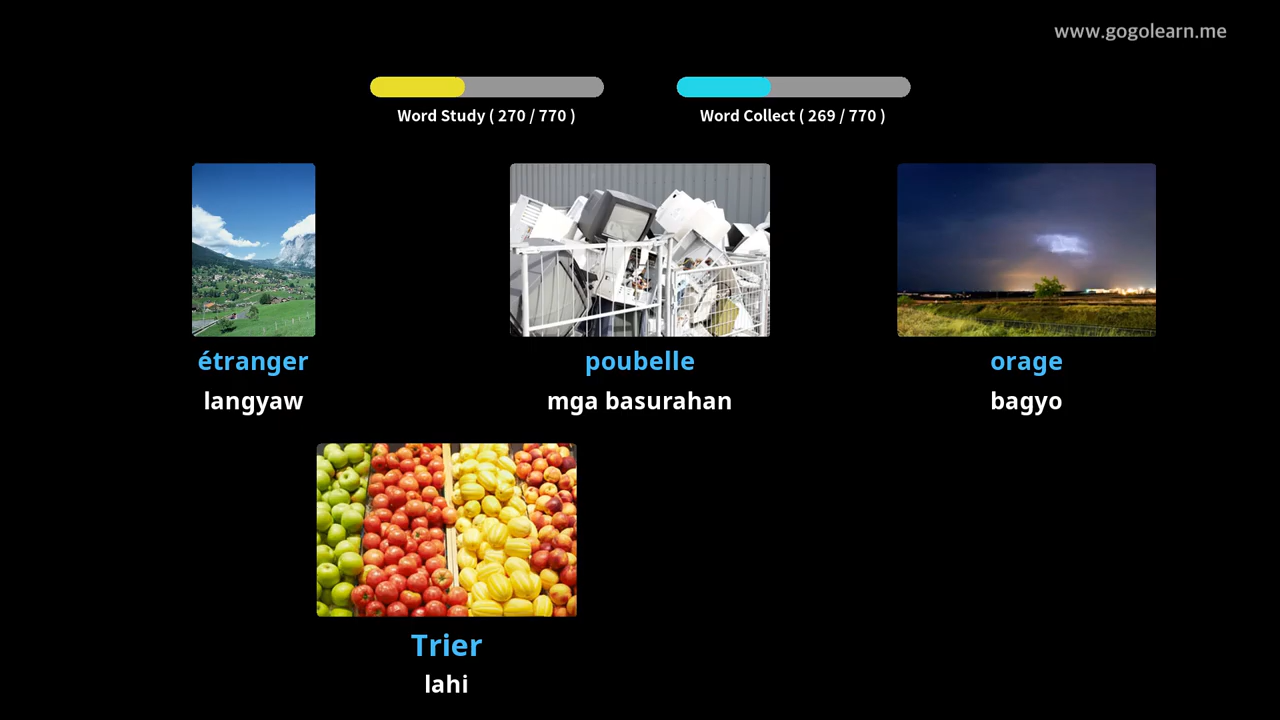 www.gogolearn.me
Word Study ( 270 / 770 )
Word Collect ( 269 / 770 )
étranger
langyaw
poubelle
mga basurahan
orage
bagyo
Trier
lahi